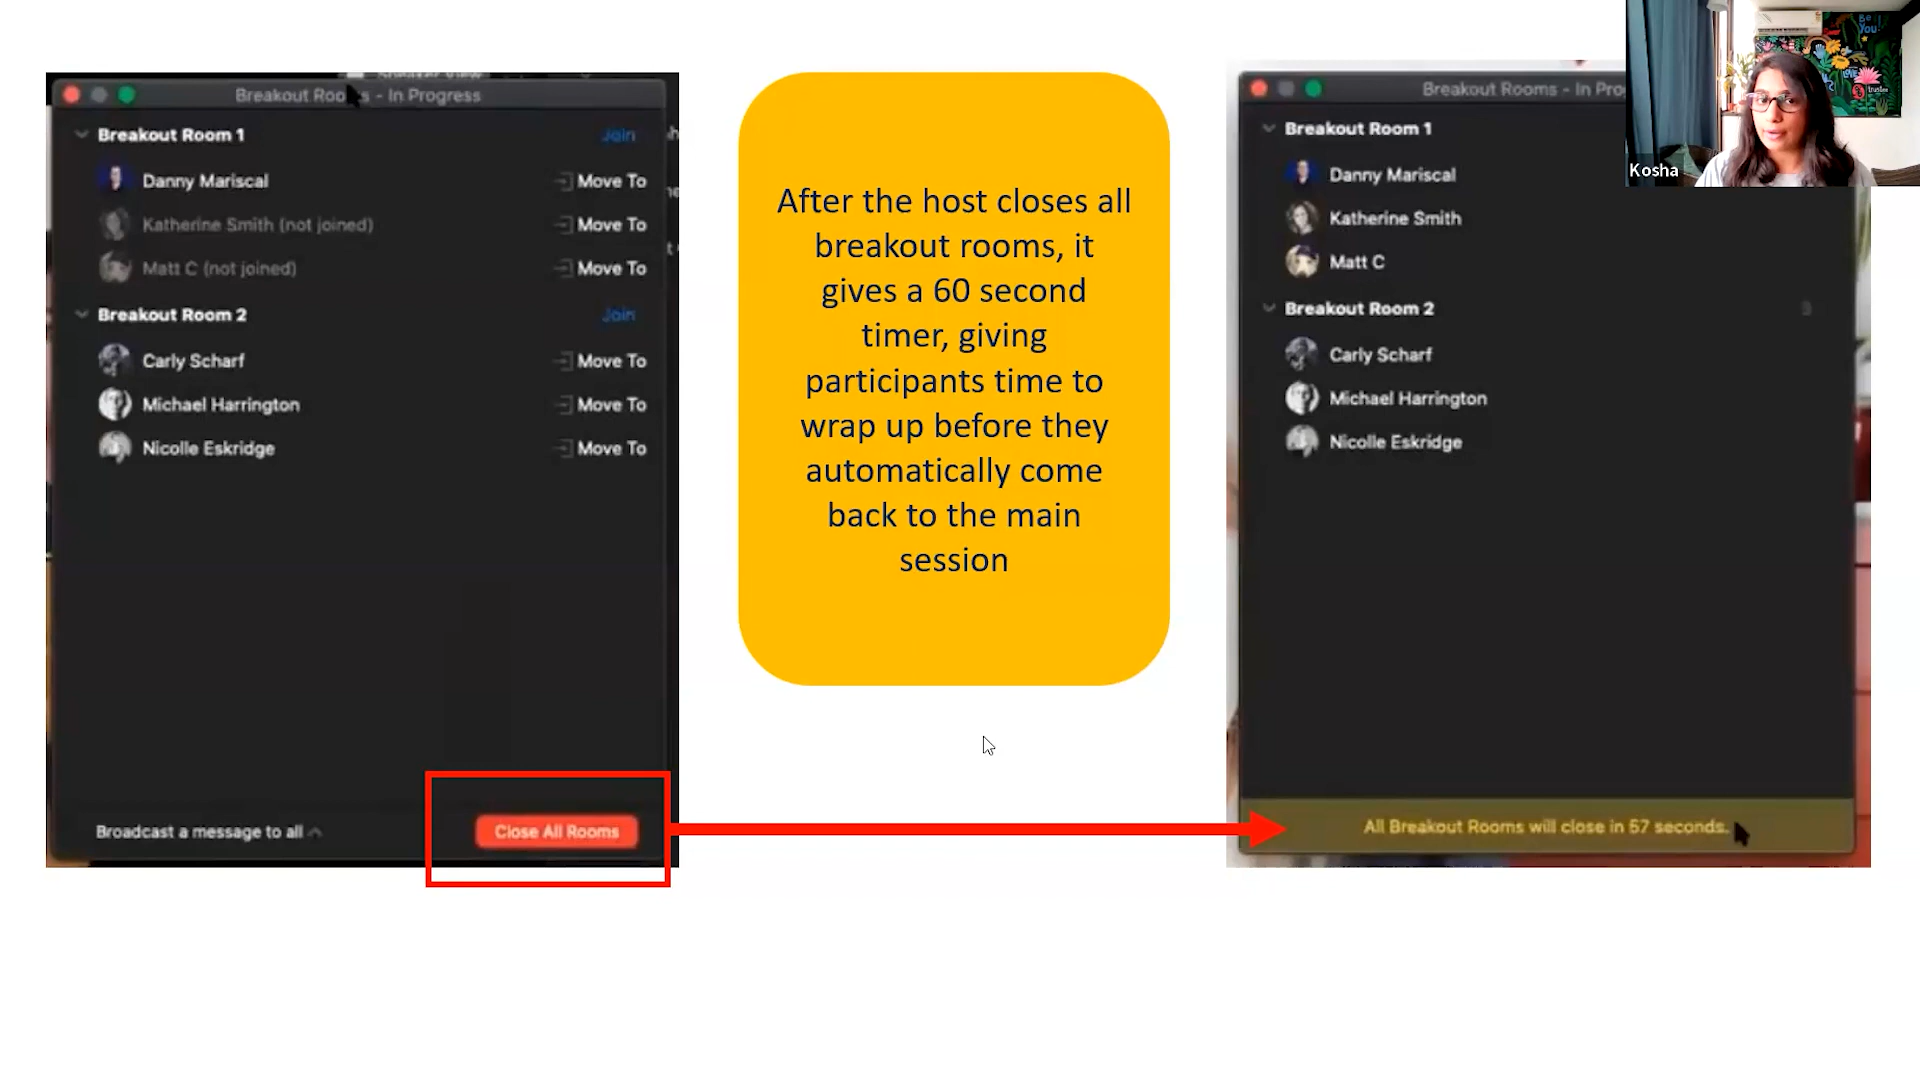 Breakout Rooms - In Progress
Breakout Room 1 Join
Danny Mariscal Move To
Katherine Smith (not joined) Move To
Matt C (not joined) Move To
Breakout Room 2 Join
Carly Scharf Move To
Michael Harrington Move To
Nicolle Eskridge Move To
Broadcast a message to all
Close All Rooms
After the host closes all
breakout rooms, it
gives a 60 second
timer, giving
participants time to
wrap up before they
automatically come
back to the main
session
Breakout Rooms - In Pro
Breakout Room 1
Danny Mariscal
Katherine Smith
Matt C
Breakout Room 2
Carly Scharf
Michael Harrington
Nicolle Eskridge
All Breakout Rooms will close in 57 seconds.
Be
You!
Kosha